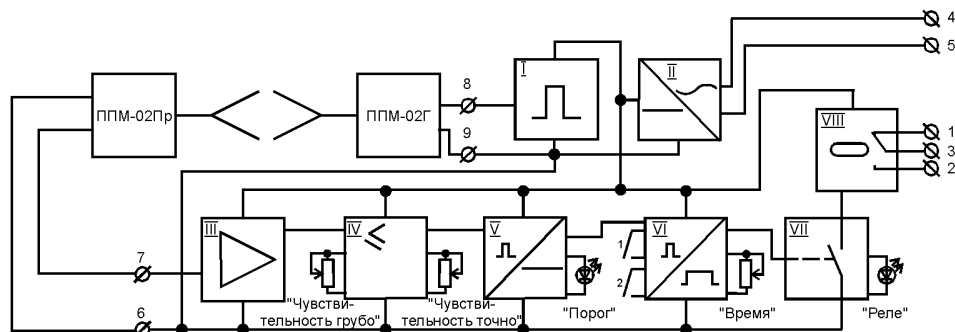 4
5
8
I
II
ППМ-02Пр
ППМ-02Г
9
VIII
1
3
2
III
IV
V
VI
VII
1
2
7
6
"Чувстви-
тельность грубо"
"Чувстви-
тельность точно"
"Порог"
"Время"
"Реле"